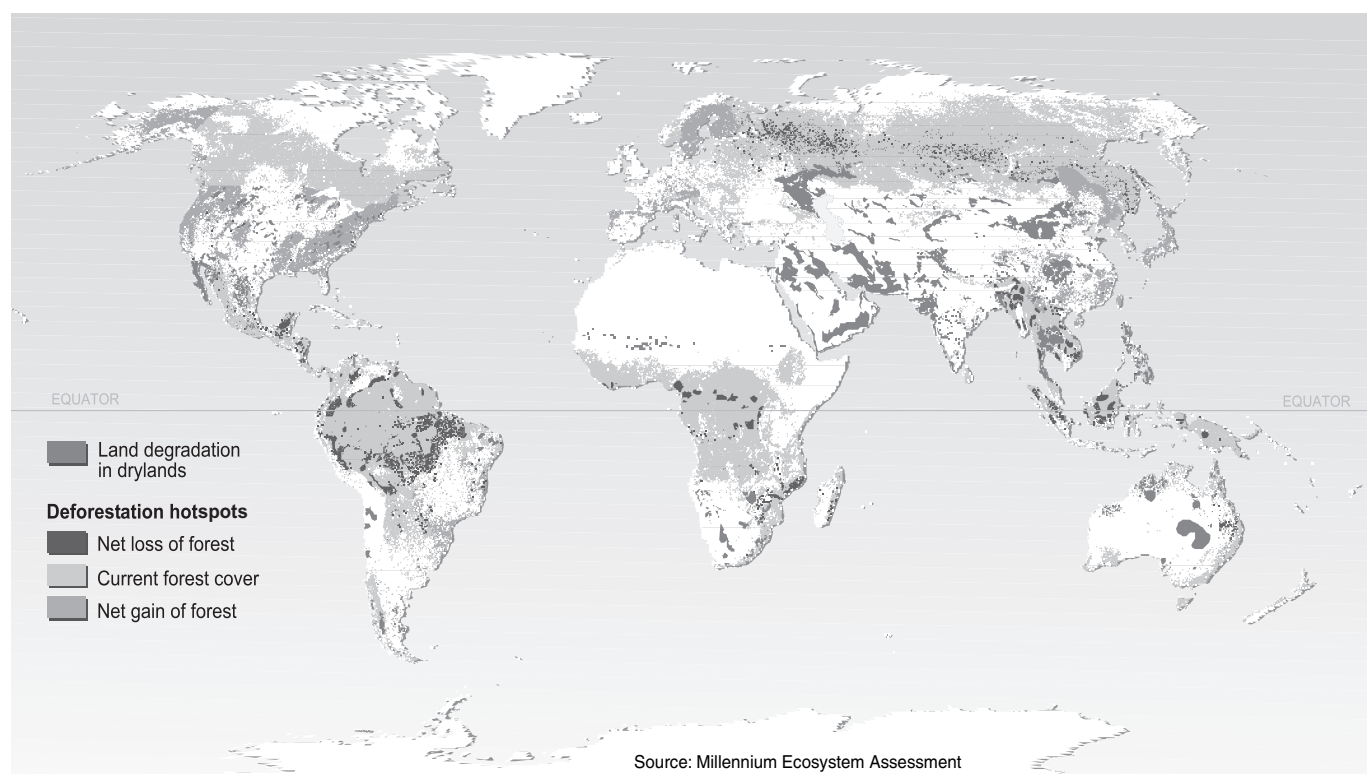 EQUATOR
EQUATOR
Land degradation
in drylands
Deforestation hotspots
Net loss of forest
Current forest cover
Net gain of forest
Source: Millennium Ecosystem Assessment